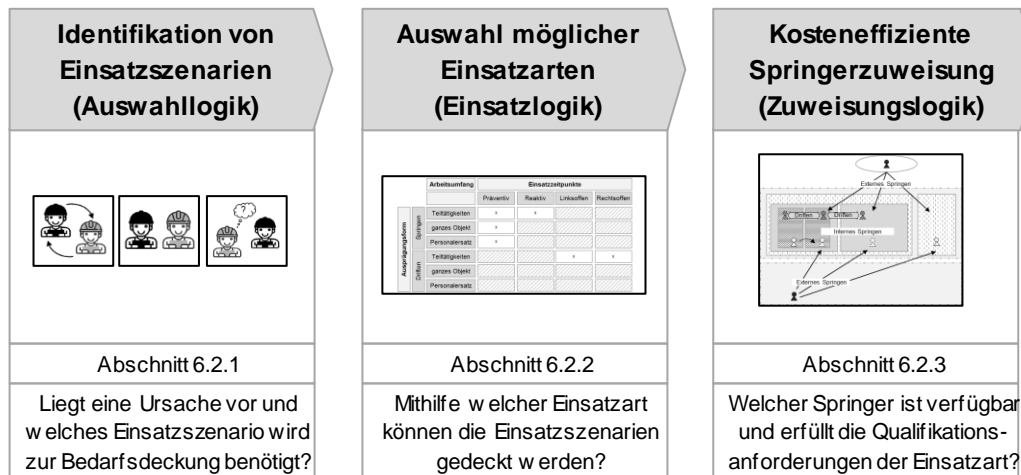 Identifikation von
Einsatzszenarien
(Auswahllogik)
Abschnitt 6.2.1
Liegt eine Ursache vor und
welches Einsatzszenario wird
zur Bedarfsdeckung benötigt?
Auswahl möglicher
Einsatzarten
(Einsatzlogik)
Arbeitsumfang
Einsatzzeitpunkte
Präventiv Reaktiv Linksoffen Rechtsoffen
Ausprägungsform
Springen
Teiltätigkeiten x x
ganzes Objekt x
Personalersatz x
Driften
Teiltätigkeiten x x
ganzes Objekt
Personalersatz
Abschnitt 6.2.2
Mithilfe welcher Einsatzart
können die Einsatzszenarien
gedeckt werden?
Kosteneffiziente
Springerzuweisung
(Zuweisungslogik)
?
Externes Springen
Driften Driften
Internes Springen
Externes Springen
Abschnitt 6.2.3
Welcher Springer ist verfügbar
und erfüllt die Qualifikations-
anforderungen der Einsatzart?